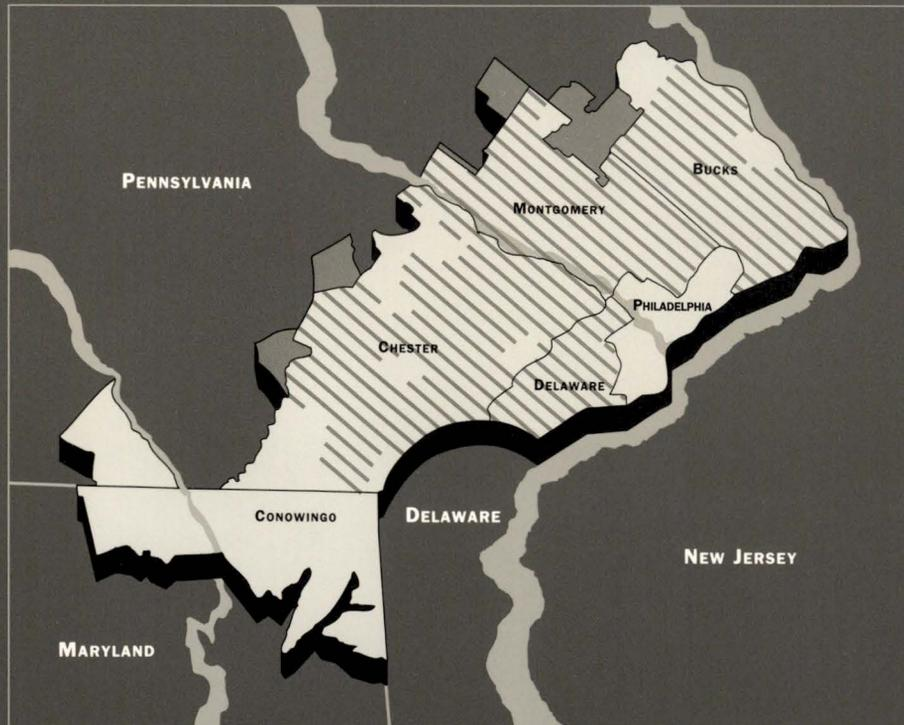 BUCKS
PENNSYLVANIA
MONTGOMERY
PHILADELPHIA
CHESTER
DELAWARE
CONOWINGO
DELAWARE
NEW JERSEY
MARYLAND